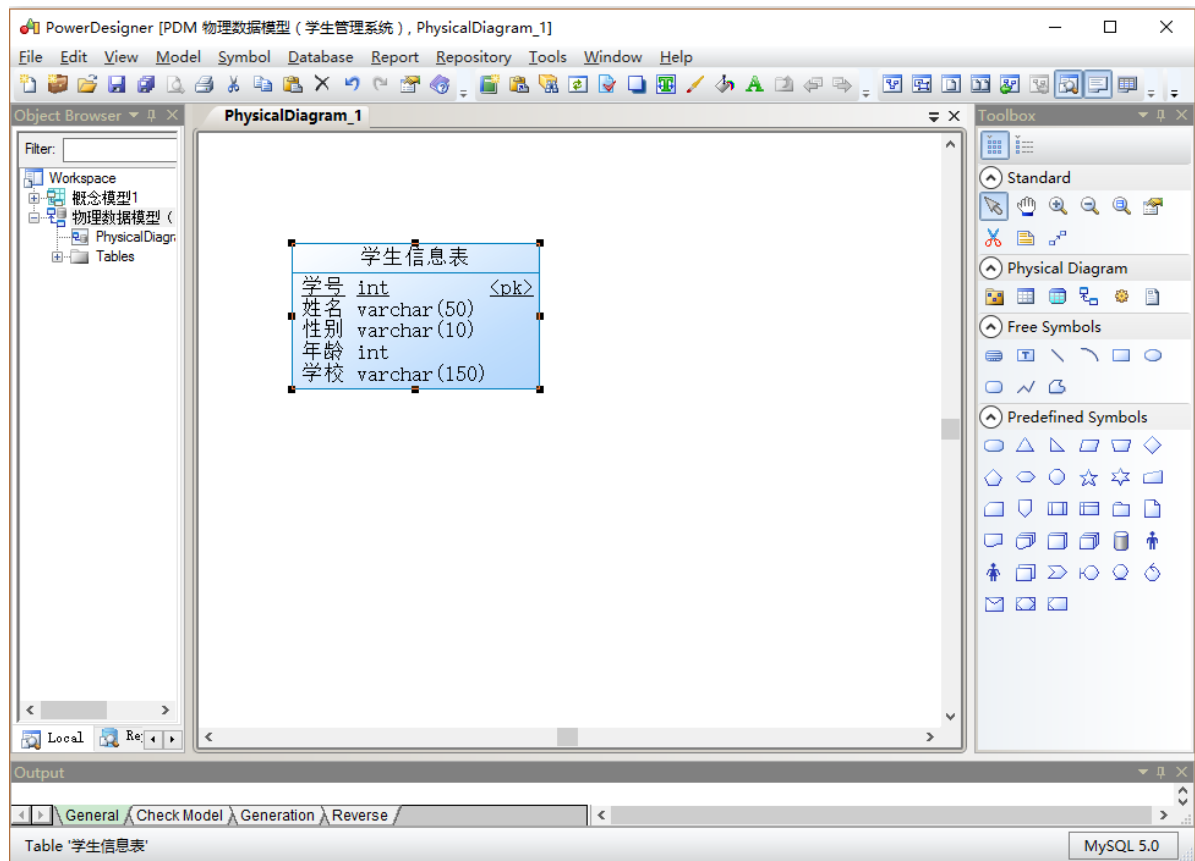 PowerDesigner [PDM 物理数据模型（学生管理系统）, PhysicalDiagram_1]
File Edit View Model Symbol Database Report Repository Tools Window Help
Object Browser
PhysicalDiagram_1
Toolbox
Filter:
Workspace
概念模型1
物理数据模型（
PhysicalDiagr
Tables
学生信息表
学号 int <pk>
姓名 varchar(50)
性别 varchar(10)
年龄 int
学校 varchar(150)
Standard
Physical Diagram
Free Symbols
Predefined Symbols
Local Re
Output
General Check Model Generation Reverse
Table '学生信息表'
MySQL 5.0